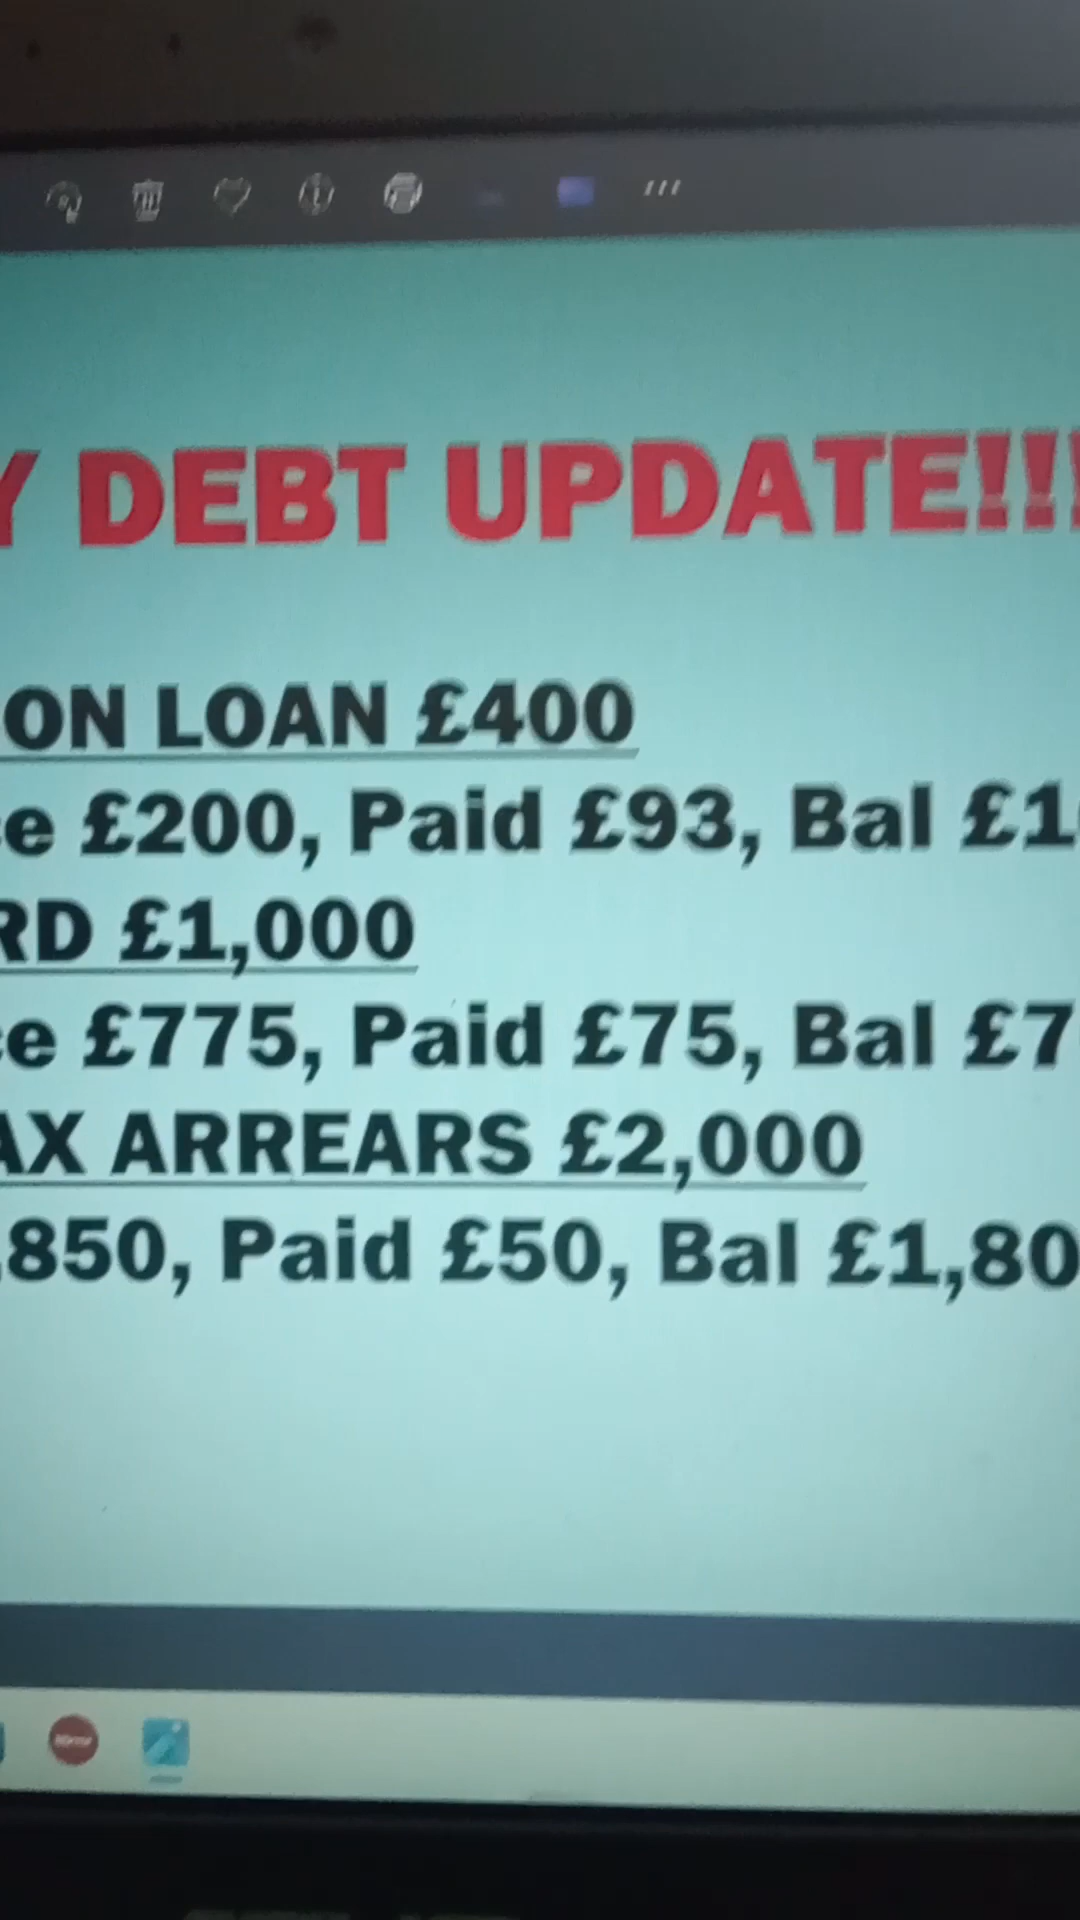 Y DEBT UPDATE!!!
ON LOAN £400
e £200, Paid £93, Bal £1
RD £1,000
ce £775, Paid £75, Bal £7
AX ARREARS £2,000
,850, Paid £50, Bal £1,80